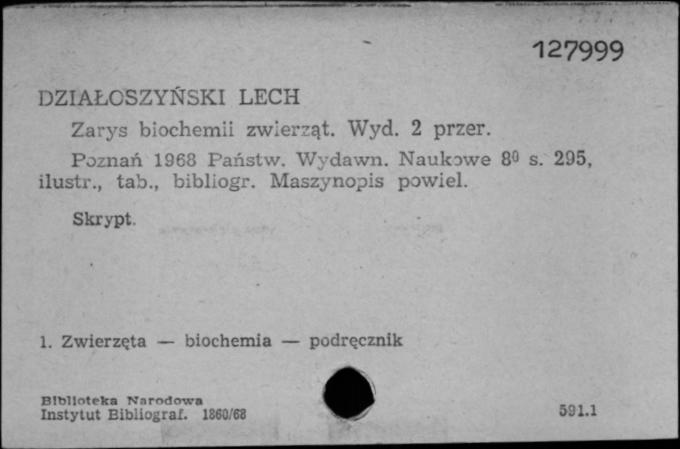 127999
DZIAŁOSZYŃSKI LECH
Zarys biochemii zwierząt. Wyd. 2 przer.
Poznań 1968 Państw. Wydawn. Naukowe 8⁰ s. 295,
ilustr., tab., bibliogr. Maszynopis powiel.
Skrypt.
1. Zwierzęta — biochemia — podręcznik
Biblioteka Narodowa
Instytut Bibliograf. 1860/68
591.1